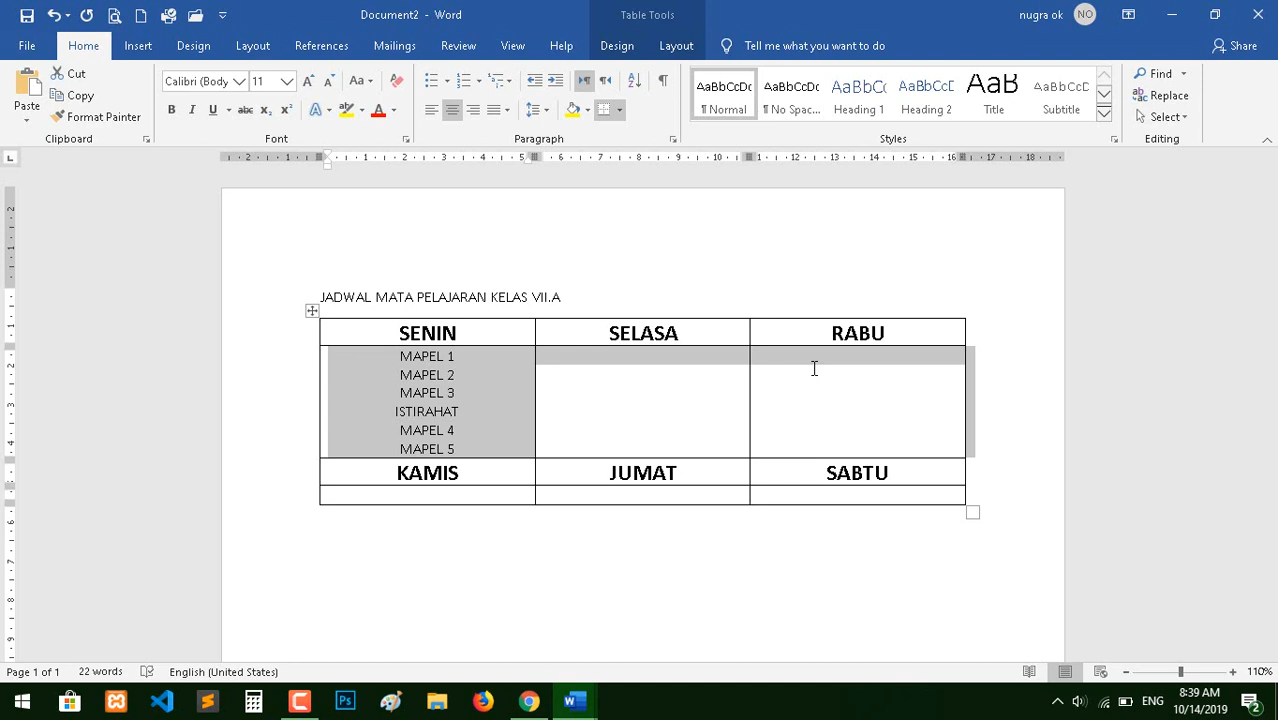 Document2 - Word
Table Tools
nugra ok
NO
File
Home
Insert
Design
Layout
References
Mailings
Review
View
Help
Design
Layout
Tell me what you want to do
Share
Paste
Cut
Copy
Format Painter
Clipboard
Calibri (Body
11
Font
Paragraph
AaBbCcDc
¶ Normal
AaBbCcDc
¶ No Spac...
AaBbCc
Heading 1
AaBbCc
Heading 2
AaB
Title
AaBbCcD
Subtitle
Styles
Find
Replace
Select
Editing
JADWAL MATA PELAJARAN KELAS VII.A
SENIN SELASA RABU
MAPEL 1
MAPEL 2
MAPEL 3
ISTIRAHAT
MAPEL 4
MAPEL 5
KAMIS JUMAT SABTU
Page 1 of 1
22 words
English (United States)
110%
ENG
8:39 AM
10/14/2019
2